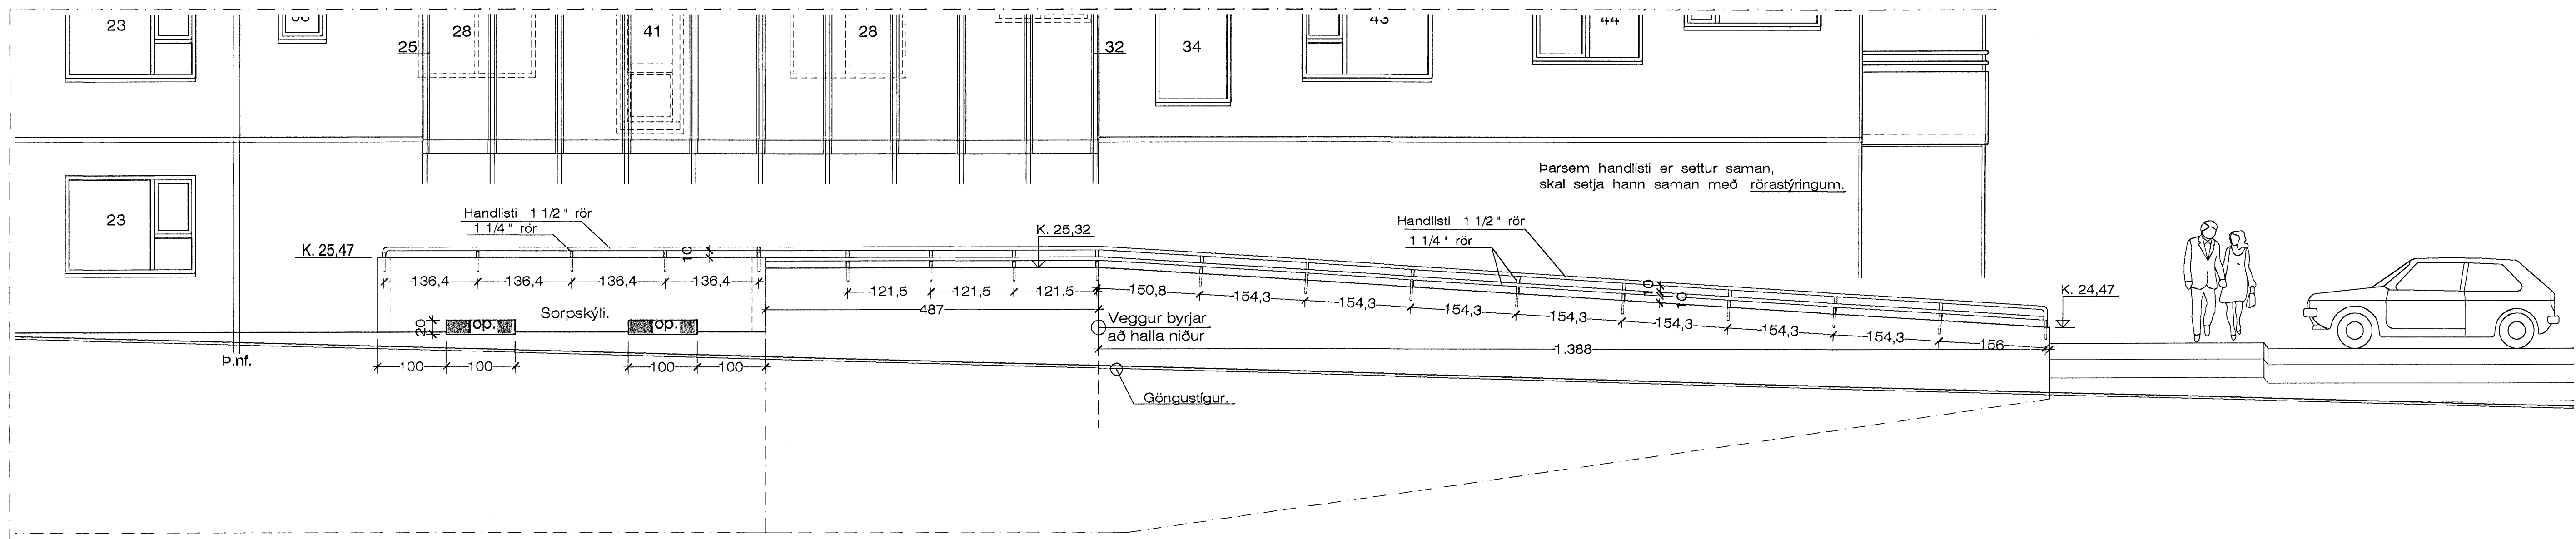 23
28
41
28
43
44
25
32
34
Þarsem handlisti er settur saman,
skal setja hann saman með rörastýringum.
23
Handlisti 1 1/2" rör
1 1/4" rör
Handlisti 1 1/2" rör
1 1/4" rör
K. 25,47
10
K. 25,32
136,4
136,4
136,4
136,4
121,5
121,5
121,5
150,8
154,3
154,3
154,3
154,3
154,3
154,3
154,3
156
10
10
K. 24,47
487
Sorpskýli.
20
op.
op.
Veggur byrjar
að halla niður
1.388
Þ.nf.
100
100
100
100
Göngustígur.